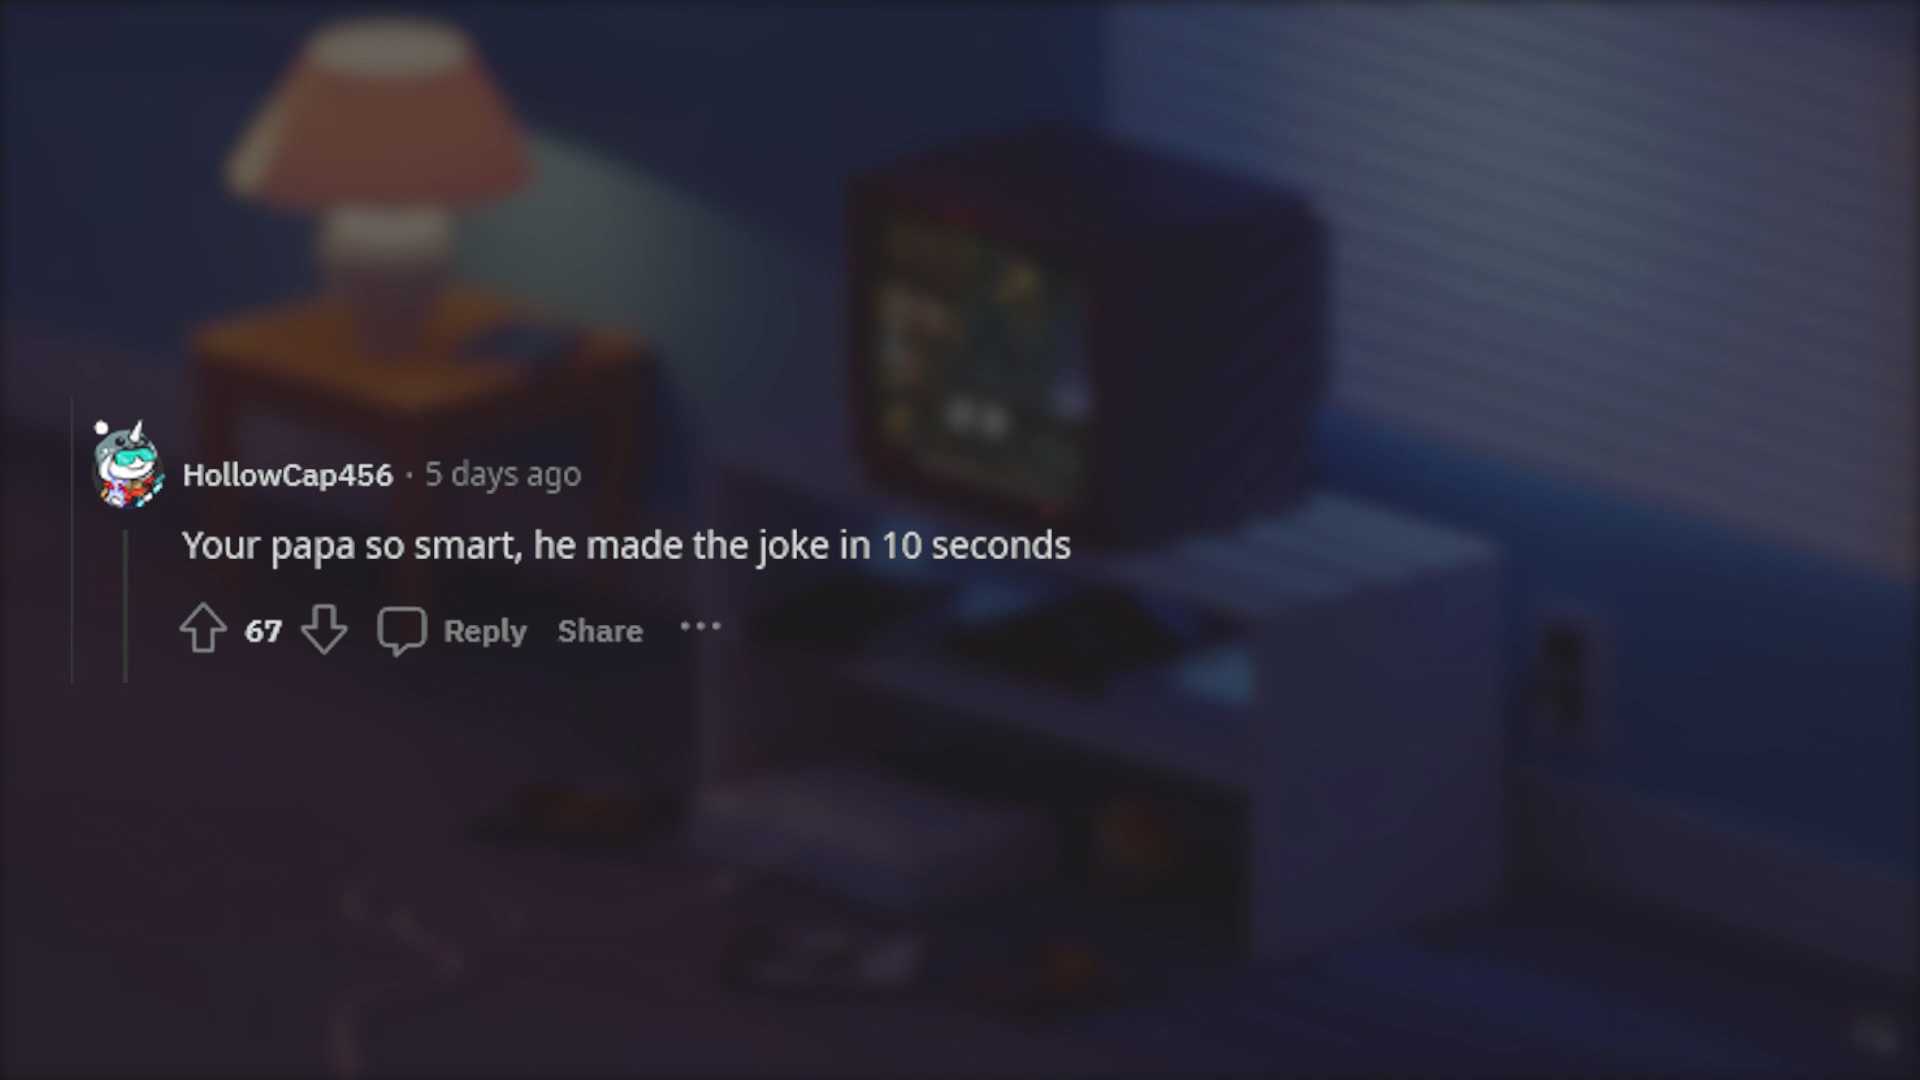 HollowCap456 · 5 days ago
Your papa so smart, he made the joke in 10 seconds
67 Reply Share ...